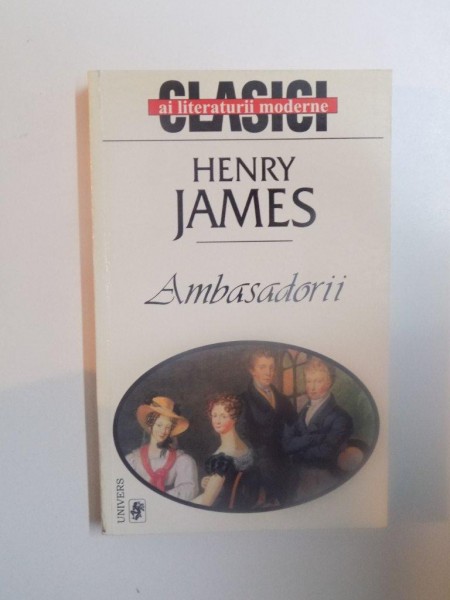 CLASICI
ai literaturii moderne
HENRY
JAMES
Ambasadorii
UNIVERS